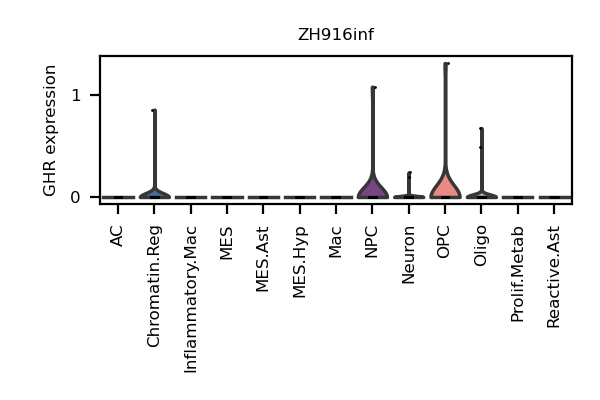 ZH916inf
GHR expression
1
0
AC
Chromatin.Reg
Inflammatory.Mac
MES
MES.Ast
MES.Hyp
Mac
NPC
Neuron
OPC
Oligo
Prolif.Metab
Reactive.Ast